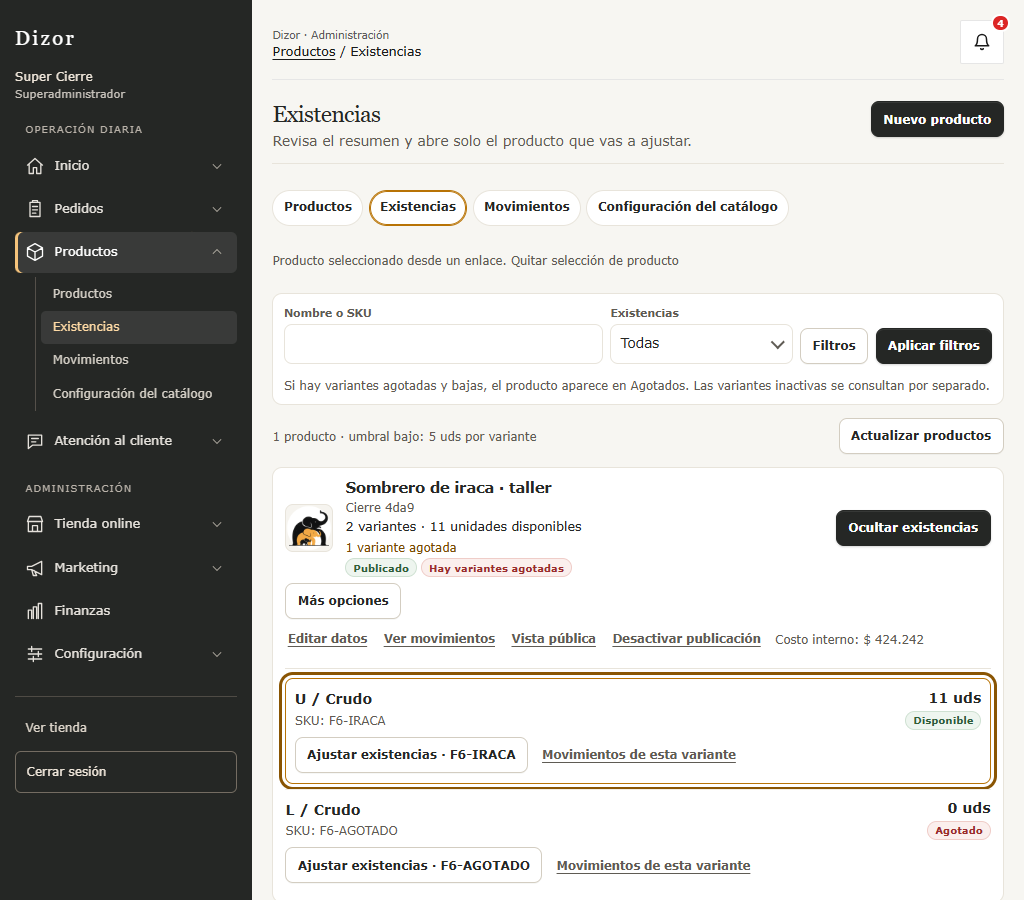 Dizor
Super Cierre
Superadministrador
OPERACIÓN DIARIA
Inicio
Pedidos
Productos
Productos
Existencias
Movimientos
Configuración del catálogo
Atención al cliente
ADMINISTRACIÓN
Tienda online
Marketing
Finanzas
Configuración
Ver tienda
Cerrar sesión
Dizor · Administración
Productos / Existencias
4
Existencias
Revisa el resumen y abre solo el producto que vas a ajustar.
Nuevo producto
Productos Existencias Movimientos Configuración del catálogo
Producto seleccionado desde un enlace. Quitar selección de producto
Nombre o SKU Existencias
Todas Filtros Aplicar filtros
Si hay variantes agotadas y bajas, el producto aparece en Agotados. Las variantes inactivas se consultan por separado.
1 producto · umbral bajo: 5 uds por variante
Actualizar productos
Sombrero de iraca · taller
Cierre 4da9
2 variantes · 11 unidades disponibles
1 variante agotada
Publicado Hay variantes agotadas
Ocultar existencias
Más opciones
Editar datos Ver movimientos Vista pública Desactivar publicación Costo interno: $ 424.242
U / Crudo 11 uds
SKU: F6-IRACA Disponible
Ajustar existencias · F6-IRACA Movimientos de esta variante
L / Crudo 0 uds
SKU: F6-AGOTADO Agotado
Ajustar existencias · F6-AGOTADO Movimientos de esta variante